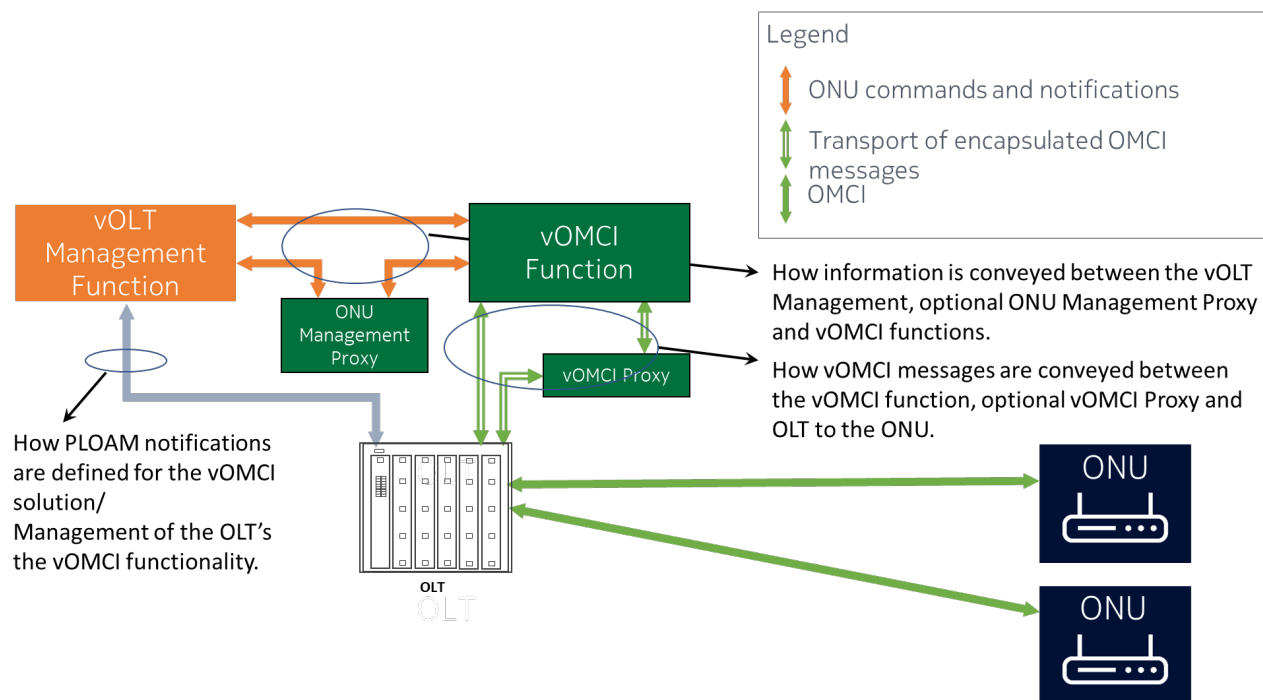 Legend
ONU commands and notifications
Transport of encapsulated OMCI
messages
OMCI
vOLT
Management
Function
vOMCI
Function
ONU
Management
Proxy
vOMCI Proxy
How information is conveyed between the vOLT
Management, optional ONU Management Proxy
and vOMCI functions.
How vOMCI messages are conveyed between
the vOMCI function, optional vOMCI Proxy and
OLT to the ONU.
How PLOAM notifications
are defined for the vOMCI
solution/
Management of the OLT’s
the vOMCI functionality.
OLT
OLT
ONU
ONU